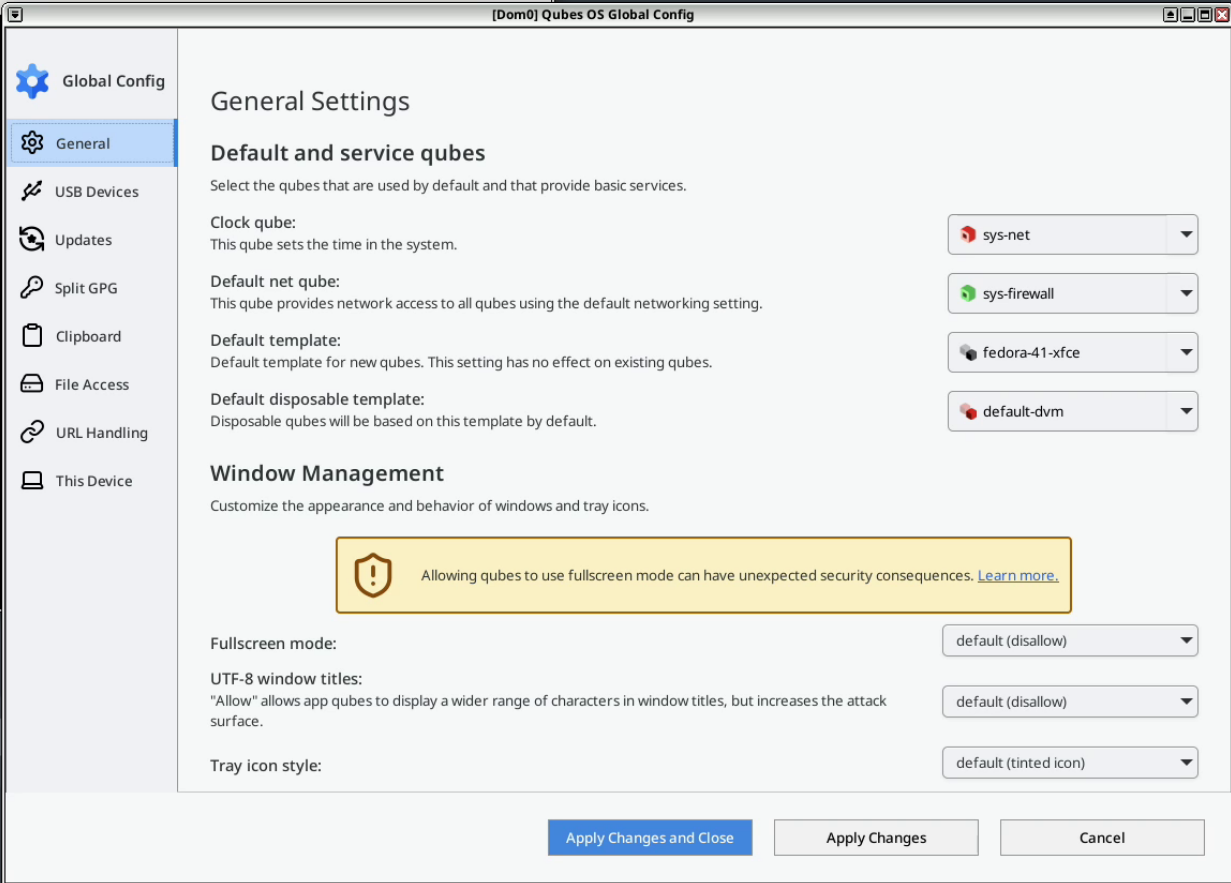 [Dom0] Qubes OS Global Config
Global Config
General
USB Devices
Updates
Split GPG
Clipboard
File Access
URL Handling
This Device
General Settings
Default and service qubes
Select the qubes that are used by default and that provide basic services.
Clock qube:
This qube sets the time in the system.
sys-net
Default net qube:
This qube provides network access to all qubes using the default networking setting.
sys-firewall
Default template:
Default template for new qubes. This setting has no effect on existing qubes.
fedora-41-xfce
Default disposable template:
Disposable qubes will be based on this template by default.
default-dvm
Window Management
Customize the appearance and behavior of windows and tray icons.
Allowing qubes to use fullscreen mode can have unexpected security consequences. Learn more.
Fullscreen mode:
default (disallow)
UTF-8 window titles:
"Allow" allows app qubes to display a wider range of characters in window titles, but increases the attack
surface.
default (disallow)
Tray icon style:
default (tinted icon)
Apply Changes and Close
Apply Changes
Cancel